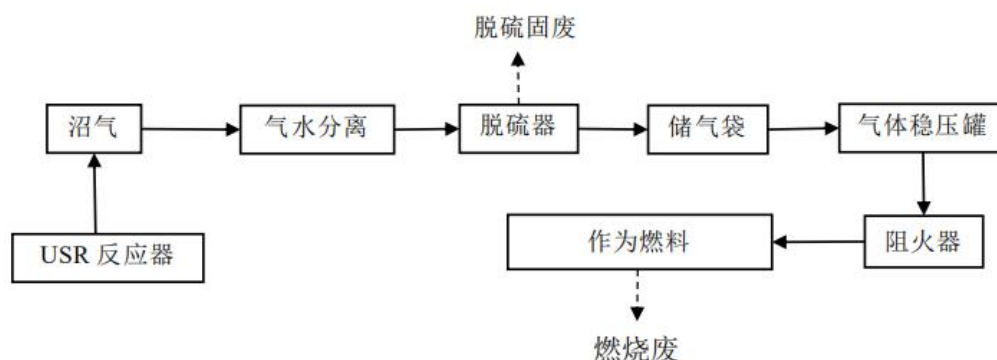 脱硫固废
沼气
气水分离
脱硫器
储气袋
气体稳压罐
USR 反应器
作为燃料
阻火器
燃烧废